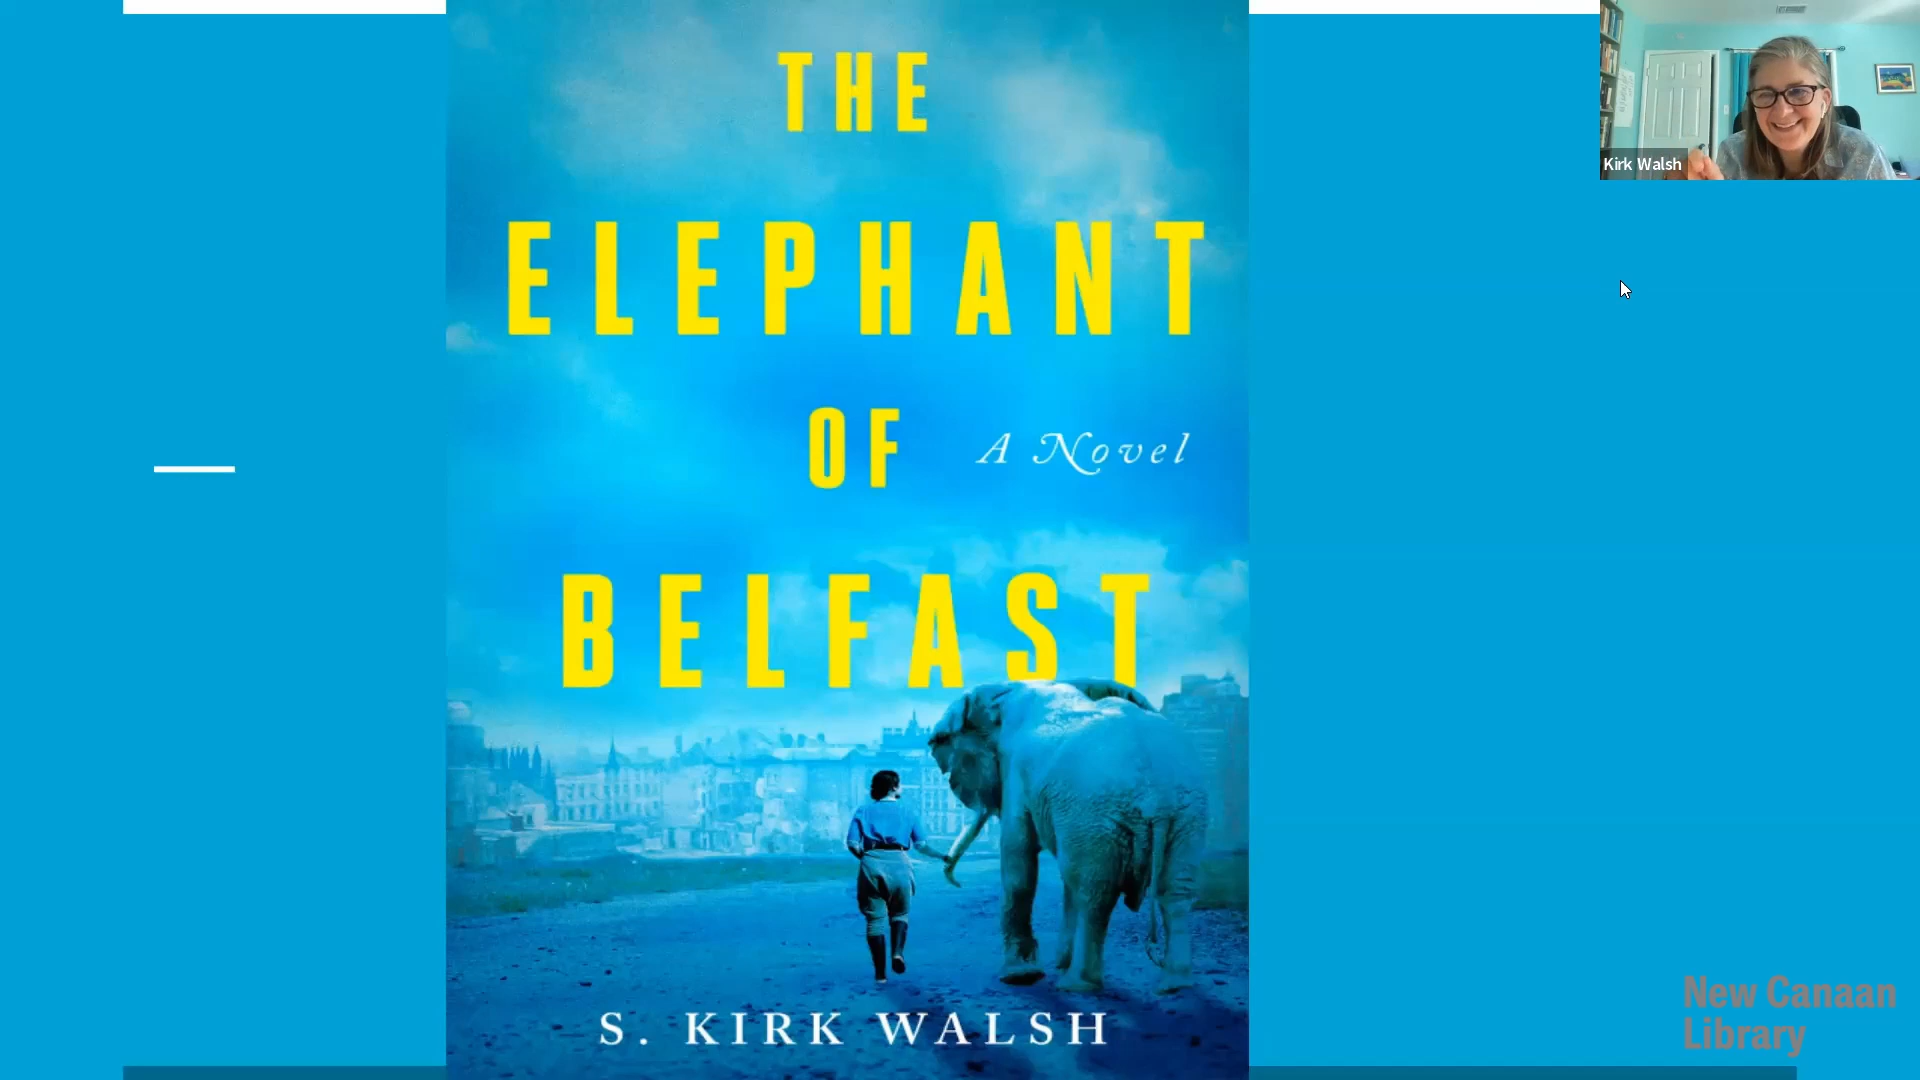 THE
ELEPHANT
OF
A Novel
BELFAST
S. KIRK WALSH
Kirk Walsh
New Canaan
Library